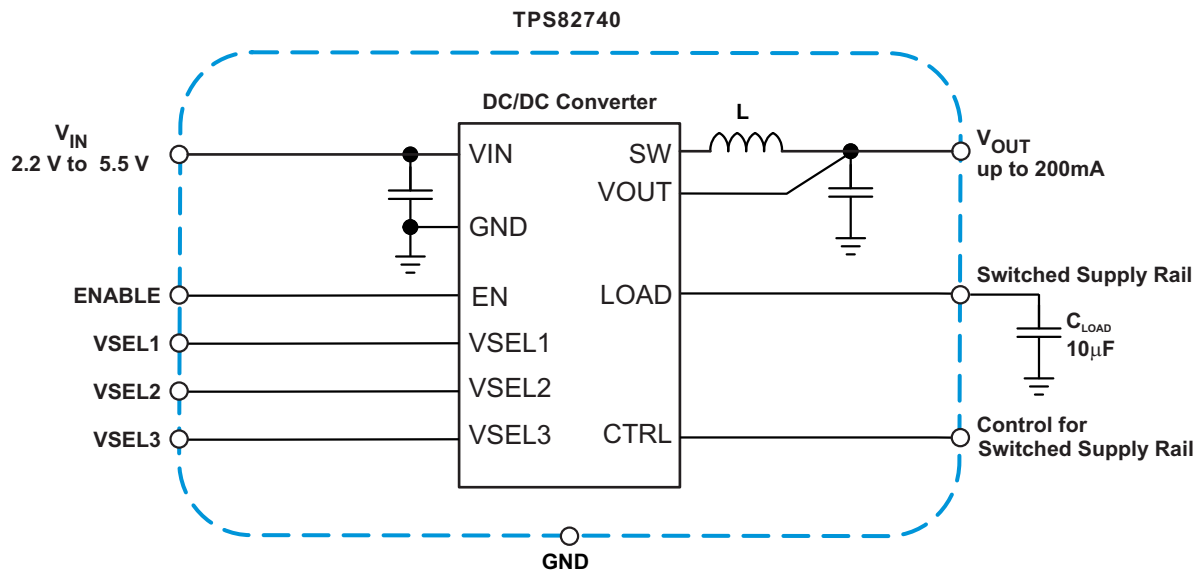 TPS82740
DC/DC Converter
L
VIN
2.2 V to 5.5 V
VIN
SW
VOUT
up to 200mA
VOUT
GND
Switched Supply Rail
ENABLE
EN
LOAD
CLOAD
10μF
VSEL1
VSEL1
VSEL2
VSEL2
VSEL3
VSEL3
CTRL
Control for
Switched Supply Rail
GND